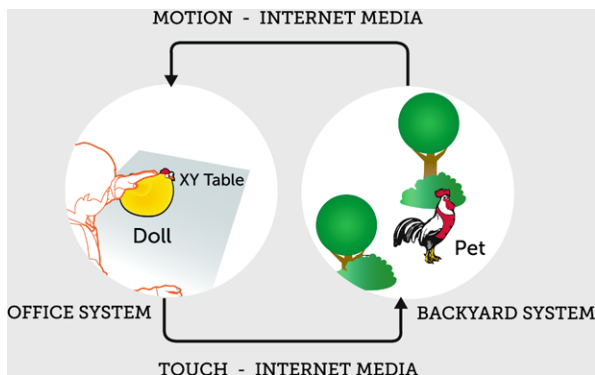 MOTION - INTERNET MEDIA
XY Table
Doll
Pet
OFFICE SYSTEM
BACKYARD SYSTEM
TOUCH - INTERNET MEDIA